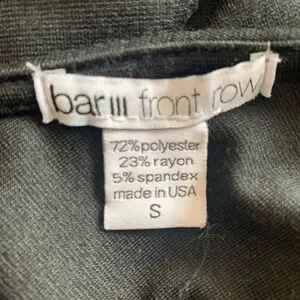 bar III front row
72% polyester
23% rayon
5% spandex
made in USA
S